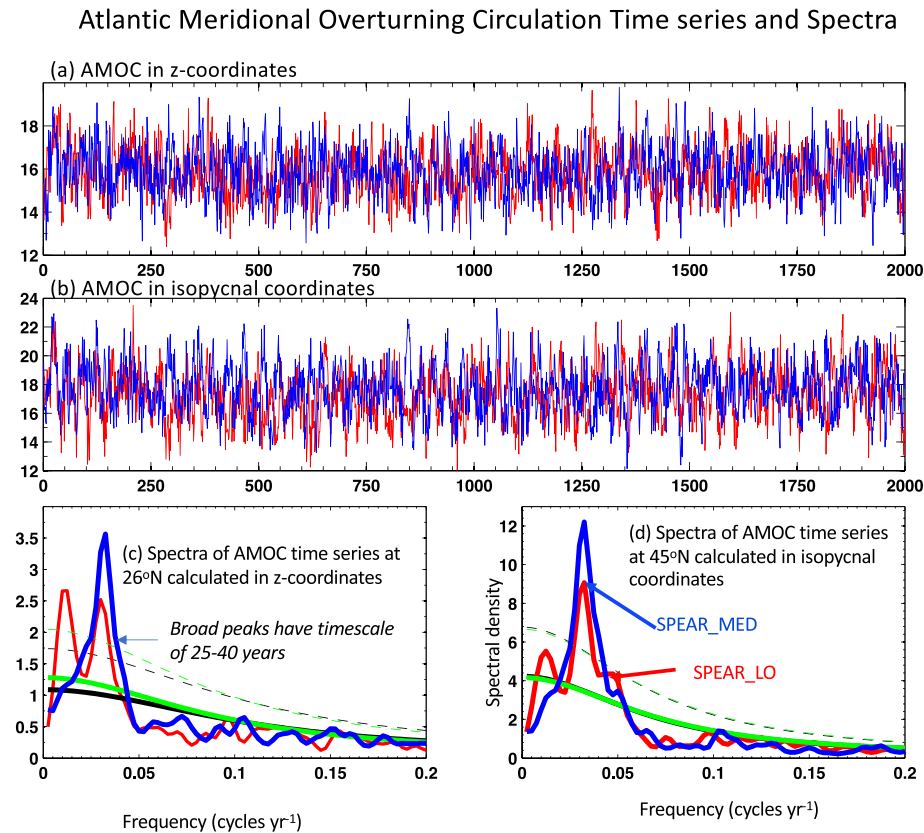 Atlantic Meridional Overturning Circulation Time series and Spectra
(a) AMOC in z-coordinates
18
16
14
12
0 250 500 750 1000 1250 1500 1750 2000
(b) AMOC in isopycnal coordinates
24
22
20
18
16
14
12
0 250 500 750 1000 1250 1500 1750 2000
4
3.5
3
2.5
2
1.5
1
0.5
0
(c) Spectra of AMOC time series at
26ºN calculated in z-coordinates
Broad peaks have timescale
of 25-40 years
0 0.05 0.1 0.15 0.2
Frequency (cycles yr-1)
Spectral density
12
10
8
6
4
2
0
(d) Spectra of AMOC time series
at 45ºN calculated in isopycnal
coordinates
SPEAR_MED
SPEAR_LO
0 0.05 0.1 0.15 0.2
Frequency (cycles yr-1)